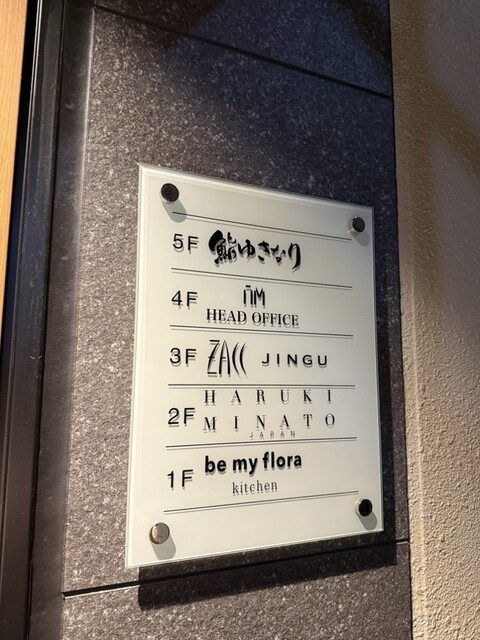 5F 鮨ゆきなり
4F n̄M
HEAD OFFICE
3F ZACC JINGU
2F HARUKI
MINATO
JAPAN
1F be my flora
kitchen